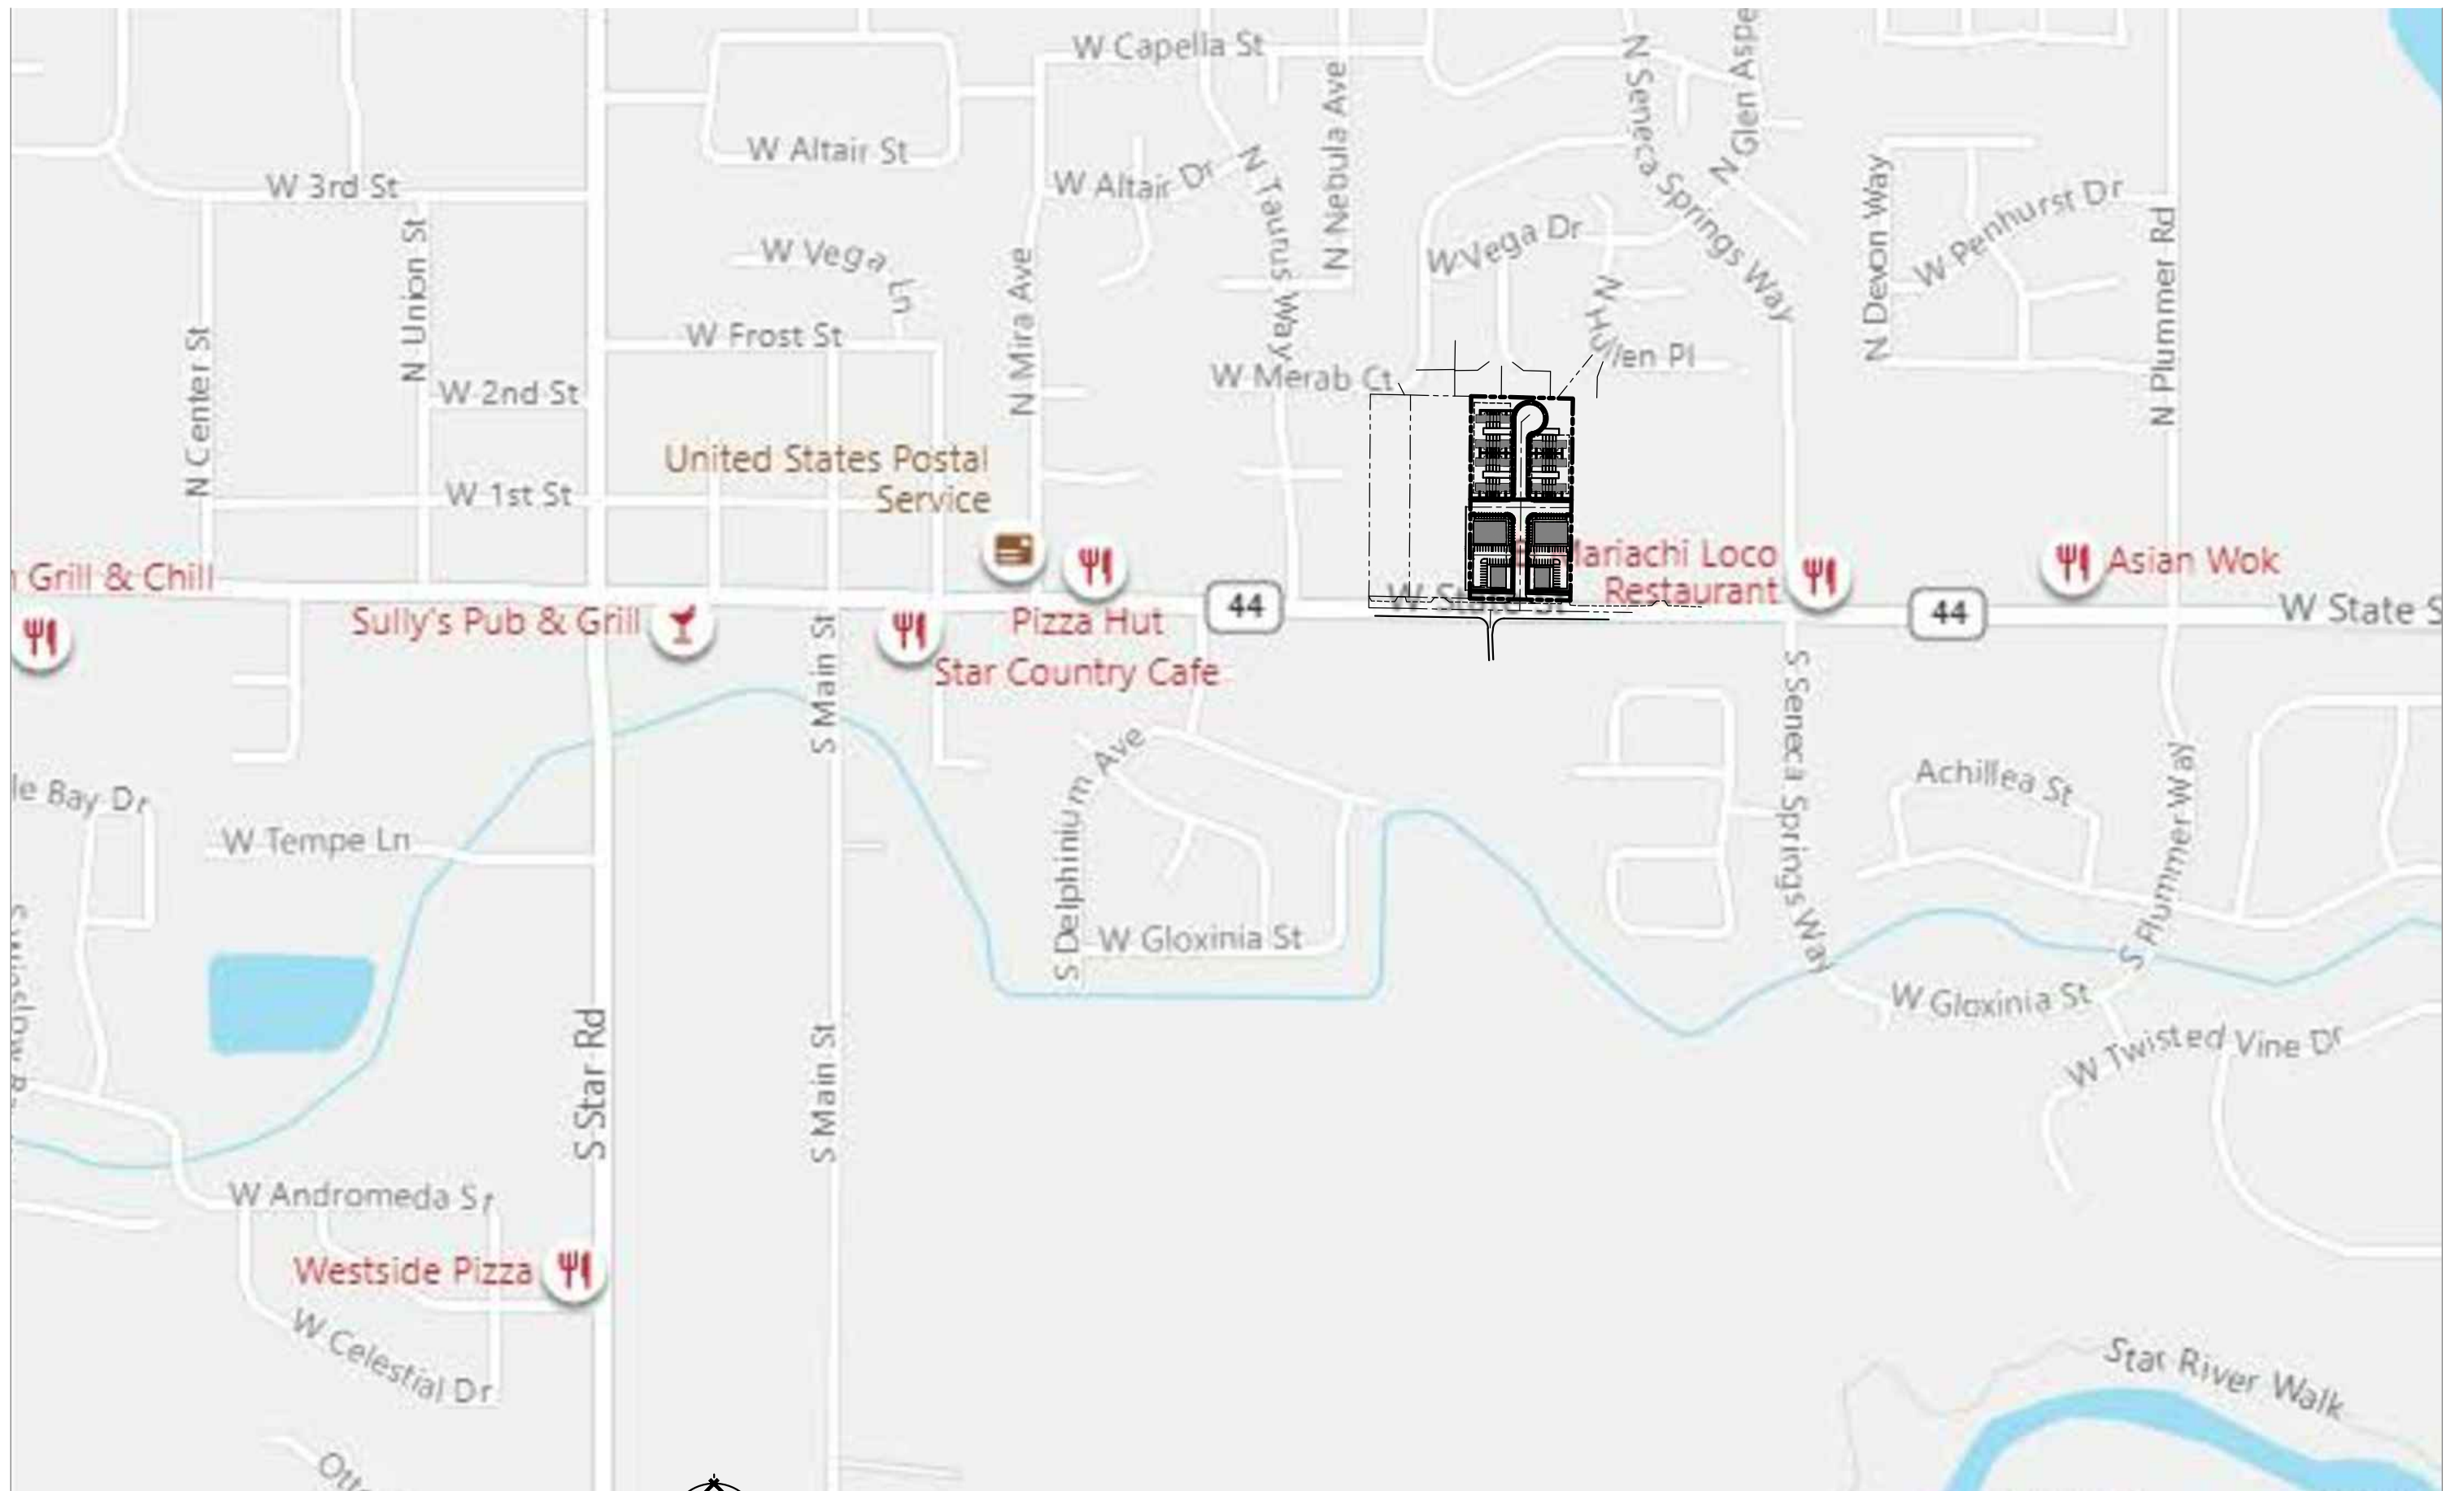 W Capella St
N Seneca Springs Way
N Glen Aspe
N Nebula Ave
W Altair St
W Altair Dr
N Taurus Way
W 3rd St
N Union St
W Vega Ln
N Mira Ave
W Vega Dr
N Devon Way
W Penhurst Dr
N Plummer Rd
N Center St
W Frost St
W Merab Ct
len Pl
W 2nd St
United States Postal
Service
W 1st St
Grill & Chill
Mariachi Loco
Restaurant
Asian Wok
W State St
44
44
W State S
Sully's Pub & Grill
Pizza Hut
Star Country Cafe
S Main St
S Seneca Springs Way
S Delphinium Ave
Achillea St
S Plummer Way
le Bay Dr
W Tempe Ln
W Gloxinia St
W Gloxinia St
W Twisted Vine Dr
S Star Rd
S Main St
W Andromeda St
Westside Pizza
W Celestial Dr
Star River Walk
Ott